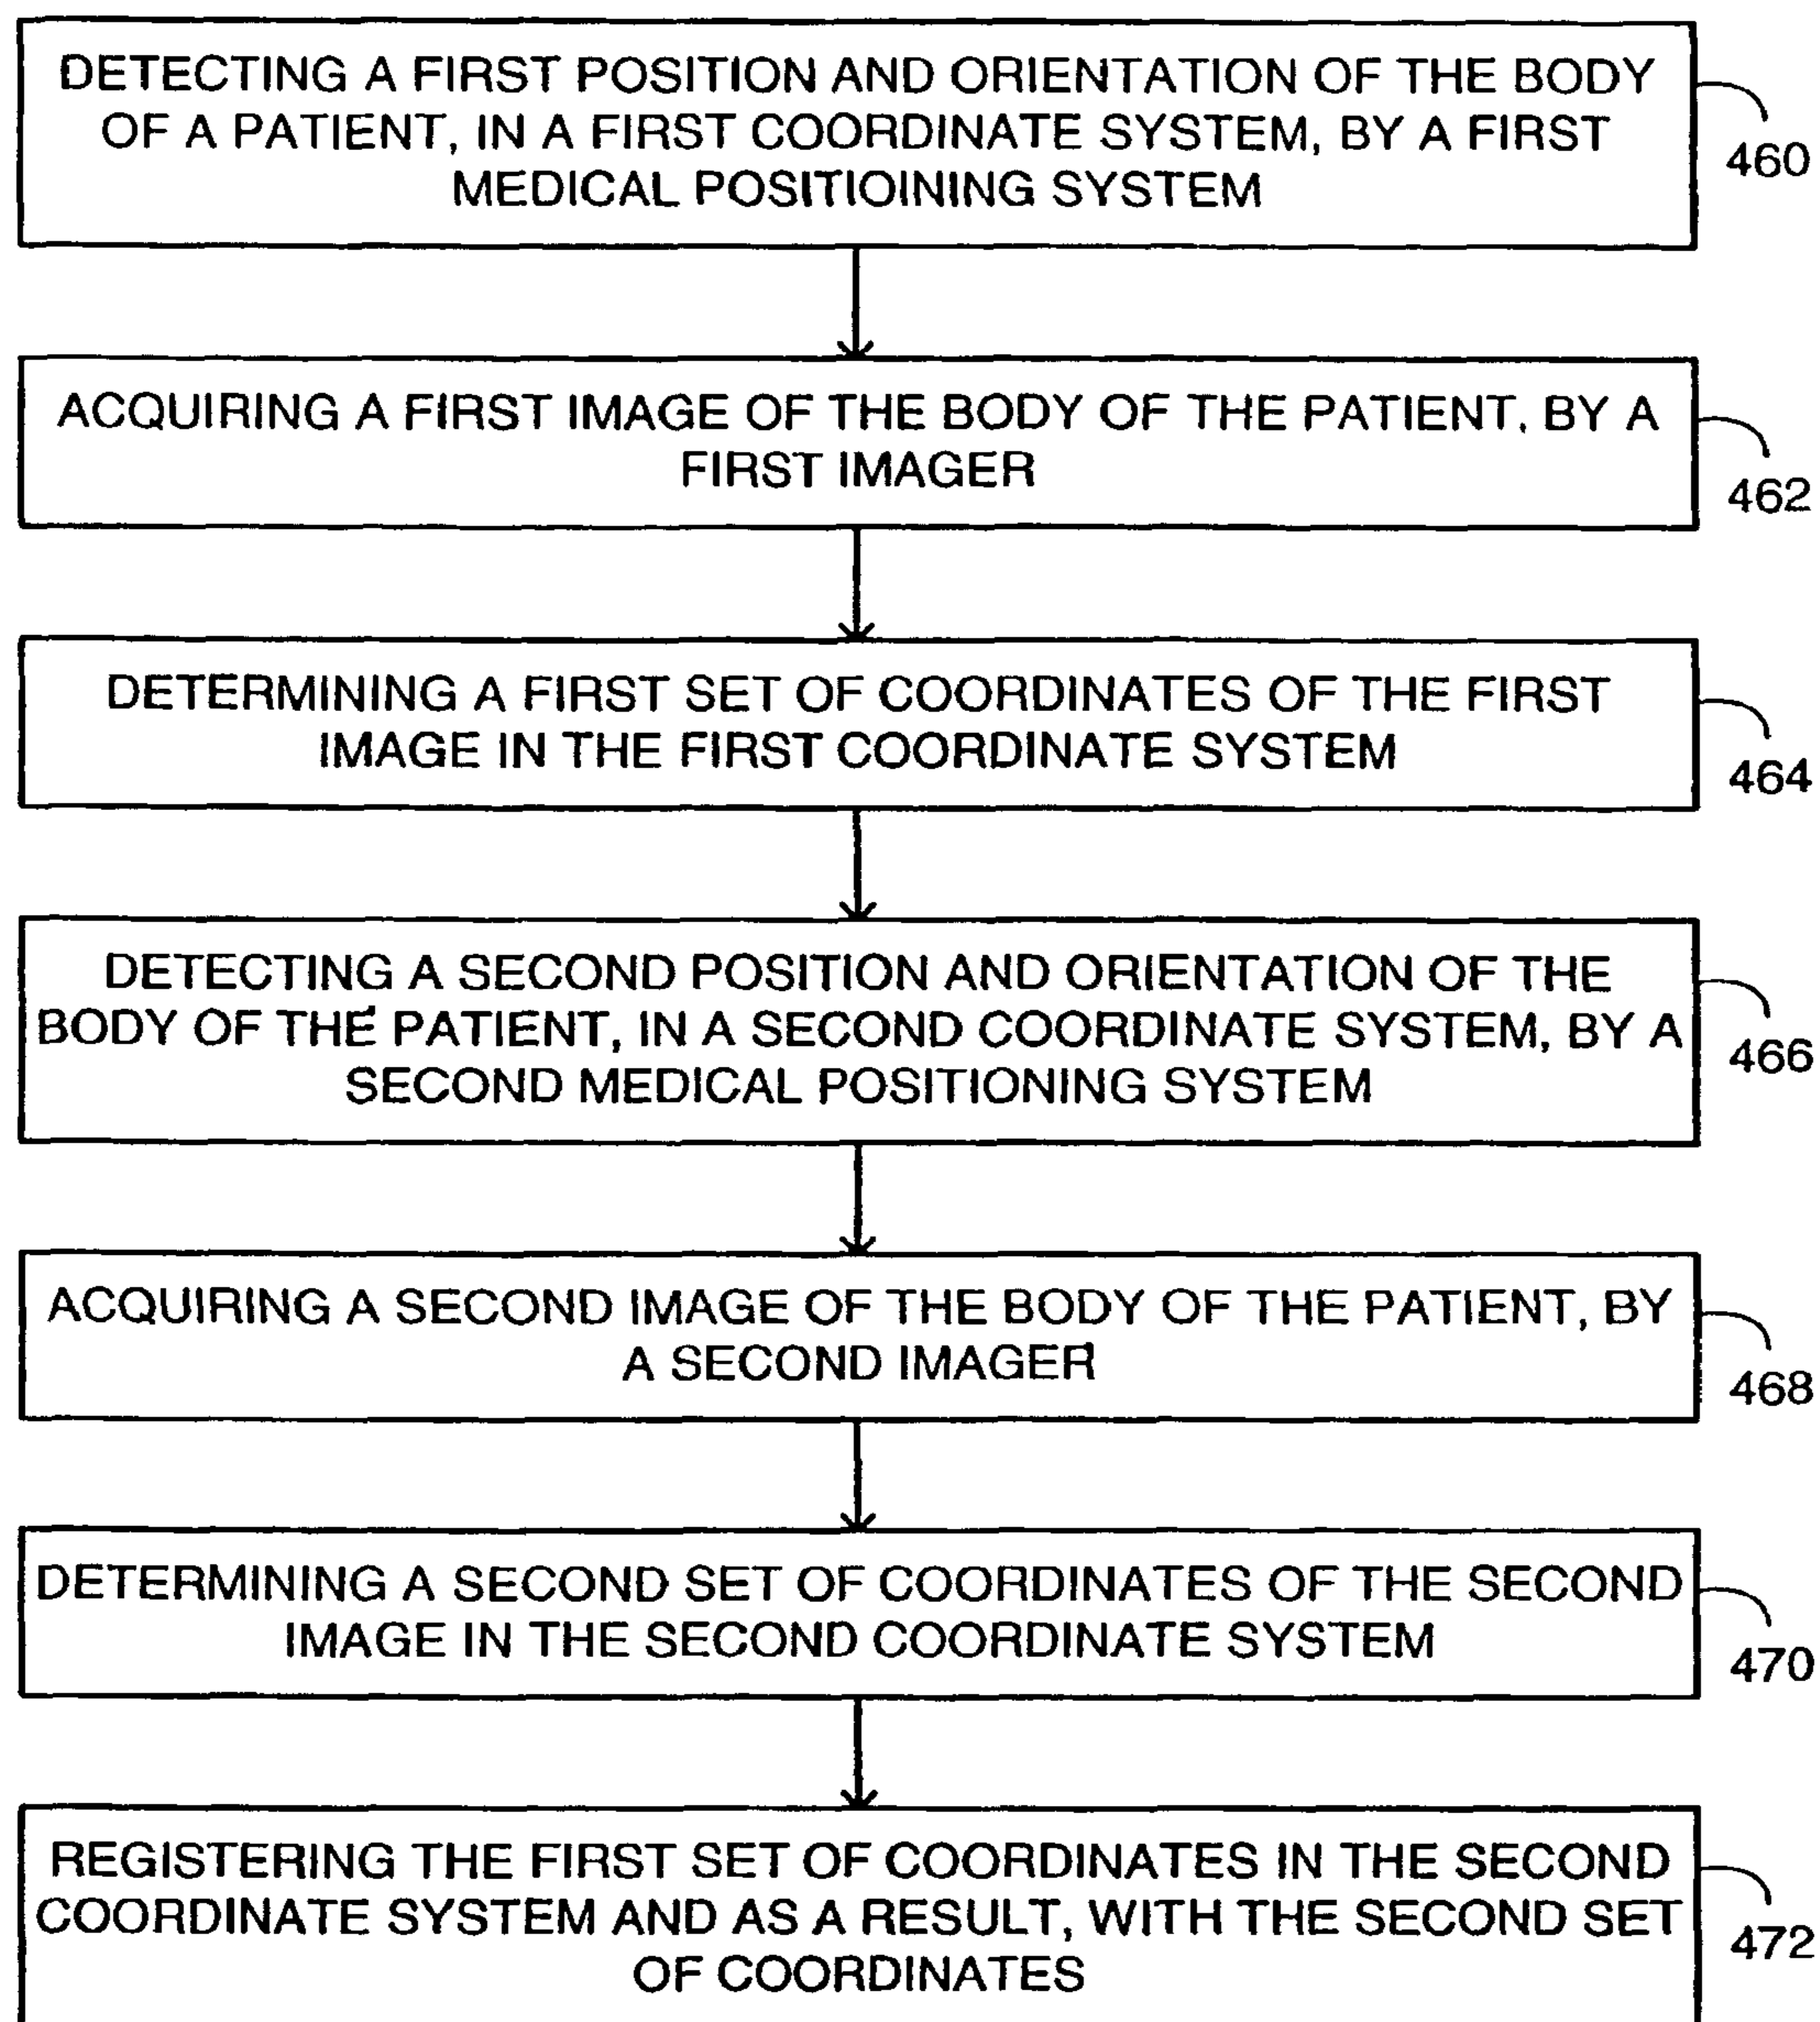 DETECTING A FIRST POSITION AND ORIENTATION OF THE BODY
OF A PATIENT, IN A FIRST COORDINATE SYSTEM, BY A FIRST
MEDICAL POSITIOINING SYSTEM
460
ACQUIRING A FIRST IMAGE OF THE BODY OF THE PATIENT, BY A
FIRST IMAGER
462
DETERMINING A FIRST SET OF COORDINATES OF THE FIRST
IMAGE IN THE FIRST COORDINATE SYSTEM
464
DETECTING A SECOND POSITION AND ORIENTATION OF THE
BODY OF THE PATIENT, IN A SECOND COORDINATE SYSTEM, BY A
SECOND MEDICAL POSITIONING SYSTEM
466
ACQUIRING A SECOND IMAGE OF THE BODY OF THE PATIENT, BY
A SECOND IMAGER
468
DETERMINING A SECOND SET OF COORDINATES OF THE SECOND
IMAGE IN THE SECOND COORDINATE SYSTEM
470
REGISTERING THE FIRST SET OF COORDINATES IN THE SECOND
COORDINATE SYSTEM AND AS A RESULT, WITH THE SECOND SET
OF COORDINATES
472